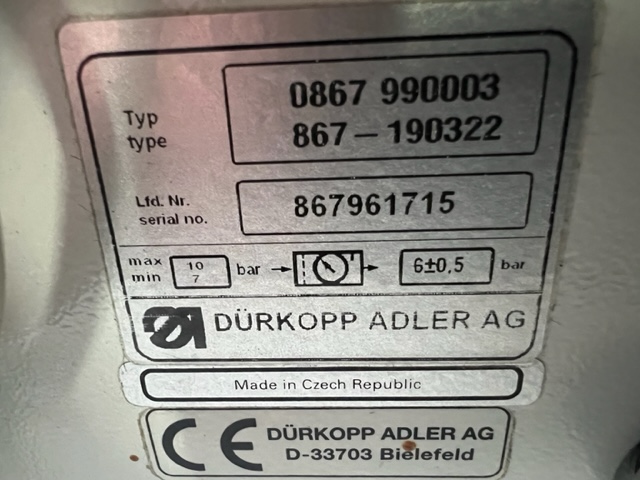 0867 990003
Typ
type
867-190322
Lfd. Nr.
serial no.
867961715
max
min
10
7
bar
6±0,5
bar
DÜRKOPP ADLER AG
Made in Czech Republic
CE DÜRKOPP ADLER AG
D-33703 Bielefeld